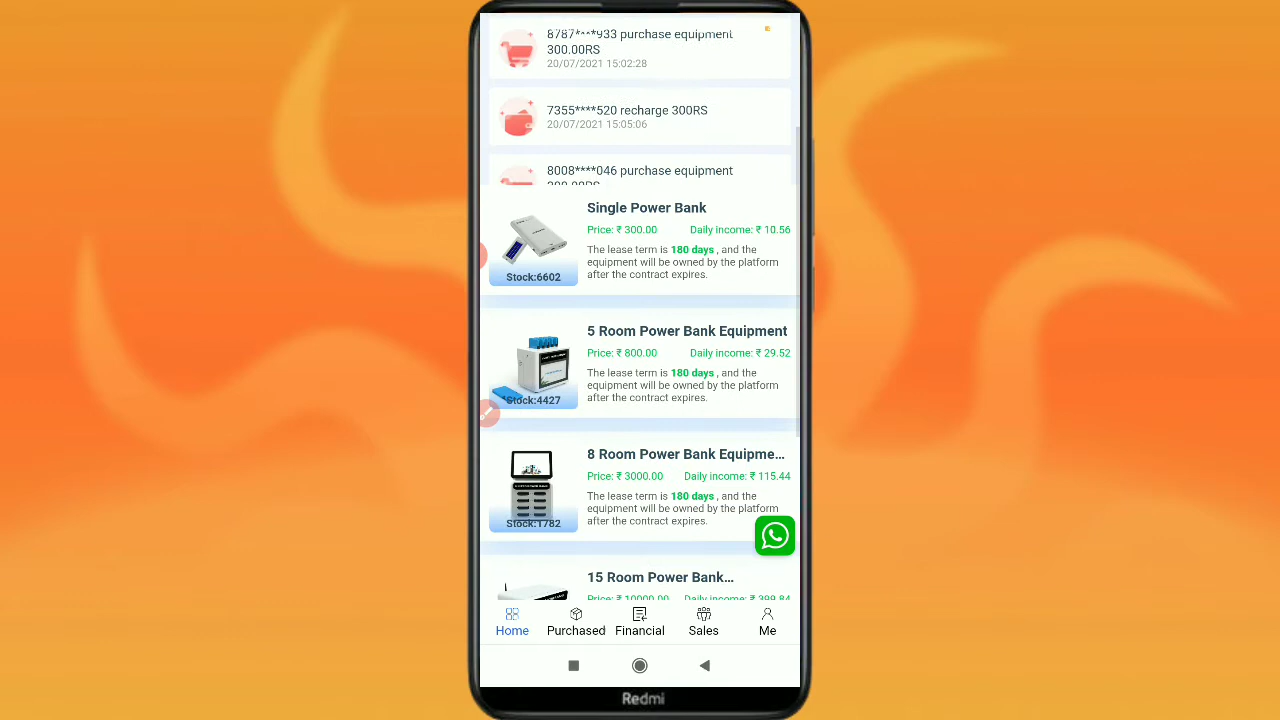 8787***933 purchase equipment
300.00RS
20/07/2021 15:02:28
7355****520 recharge 300RS
20/07/2021 15:05:06
8008****046 purchase equipment
Single Power Bank
Price: ₹ 300.00 Daily income: ₹ 10.56
The lease term is 180 days , and the
equipment will be owned by the platform
after the contract expires.
Stock:6602
5 Room Power Bank Equipment
Price: ₹ 800.00 Daily income: ₹ 29.52
The lease term is 180 days , and the
equipment will be owned by the platform
after the contract expires.
Stock:4427
8 Room Power Bank Equipme...
Price: ₹ 3000.00 Daily income: ₹ 115.44
The lease term is 180 days , and the
equipment will be owned by the platform
after the contract expires.
Stock:1782
15 Room Power Bank...
Price: ₹ 10000.00 Daily income: ₹ 399.84
Home Purchased Financial Sales Me
Redmi